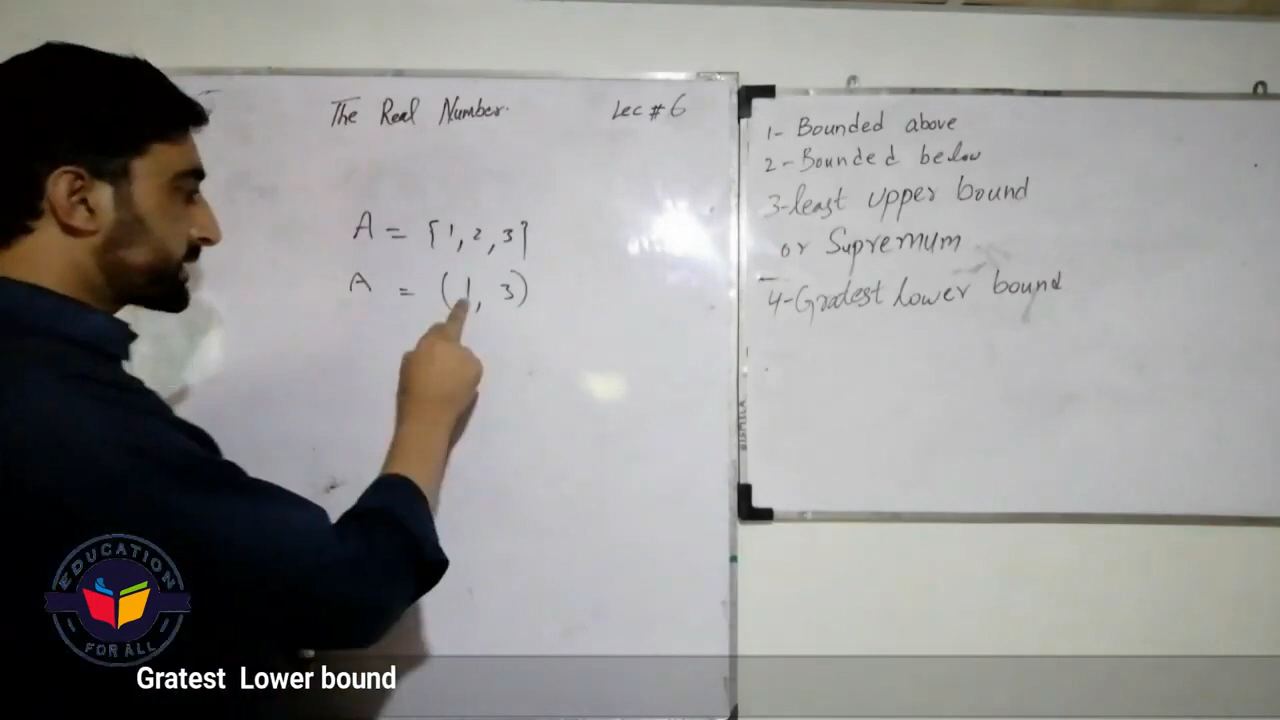 The Real Number. Lec # 6
A = {1, 2, 3}
A = (1, 3)
1- Bounded above
2- Bounded below
3- least upper bound
or Supremum
4- Gratest lower bound
EDUCATION
FOR ALL
Gratest Lower bound